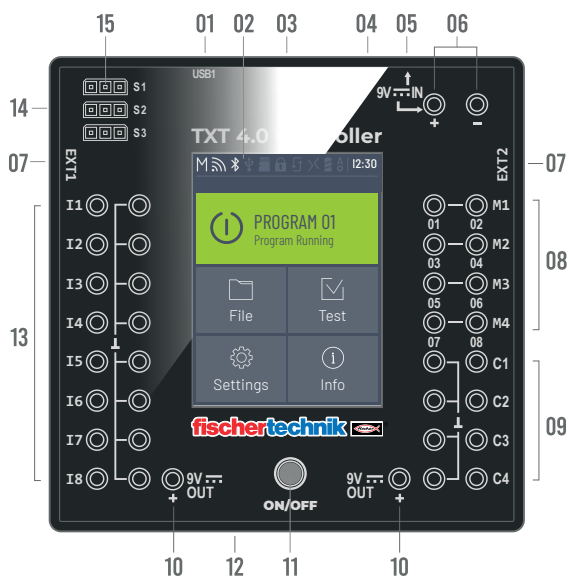 15 01 02 03 04 05 06
USB1
S1
S2
S3
9V IN
+ -
14
TXT 4.0 oller
07 EXT1
M 12:30
EXT2 07
PROGRAM 01
Program Running
File Test
Settings Info
I1
I2
I3
I4
I5
I6
I7
I8
13
01 02 M1
03 04 M2
05 06 M3
07 08 M4
08
C1
C2
C3
C4
09
fischertechnik
9V
OUT
+
ON/OFF
9V
OUT
+
10 12 11 10